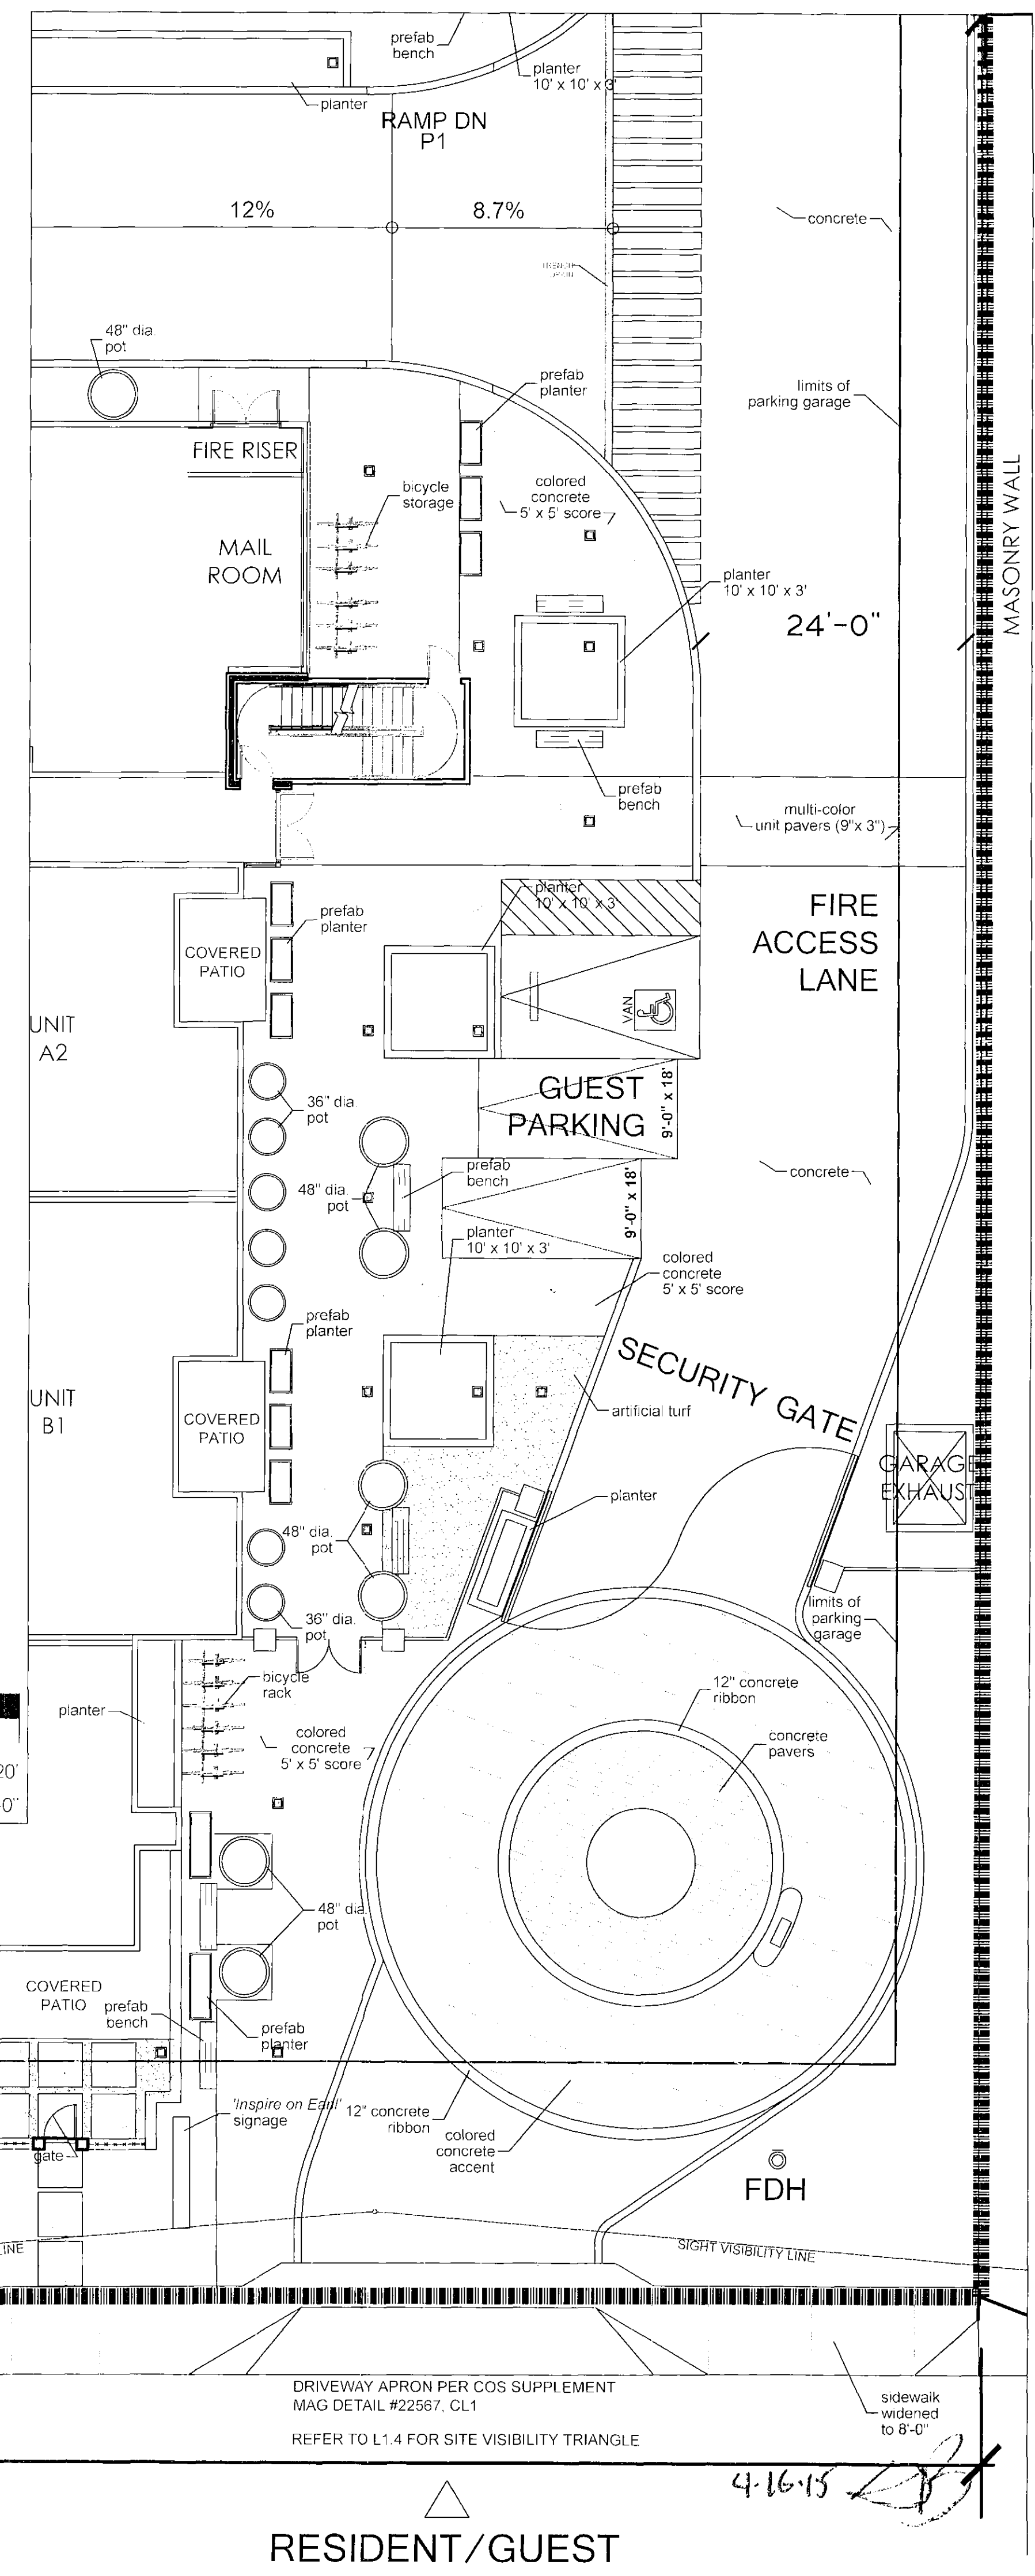 prefab
bench
planter
10' x 10' x 3'
planter
RAMP DN
P1
12%
8.7%
concrete
48" dia.
pot
prefab
planter
limits of
parking garage
FIRE RISER
bicycle
storage
colored
concrete
5' x 5' score
MASONRY WALL
MAIL
ROOM
planter
10' x 10' x 3'
24'-0"
prefab
bench
multi-color
unit pavers (9"x 3")
planter
10' x 10' x 3'
FIRE
ACCESS
LANE
prefab
planter
COVERED
PATIO
VAN
UNIT
A2
GUEST
PARKING
9'-0" x 18'
36" dia.
pot
prefab
bench
concrete
48" dia.
pot
9'-0" x 18'
planter
10' x 10' x 3'
colored
concrete
5' x 5' score
prefab
planter
SECURITY GATE
UNIT
B1
artificial turf
COVERED
PATIO
GARAGE
EXHAUST
planter
48" dia.
pot
limits of
parking
garage
36" dia.
pot
bicycle
rack
12" concrete
ribbon
planter
colored
concrete
5' x 5' score
concrete
pavers
20'
0"
48" dia.
pot
COVERED
PATIO
prefab
bench
prefab
planter
'Inspire on Earll'
signage
12" concrete
ribbon
colored
concrete
accent
gate
FDH
LINE
SIGHT VISIBILITY LINE
DRIVEWAY APRON PER COS SUPPLEMENT
MAG DETAIL #22567, CL1
REFER TO L1.4 FOR SITE VISIBILITY TRIANGLE
sidewalk
widened
to 8'-0"
4.16.15
RESIDENT/GUEST